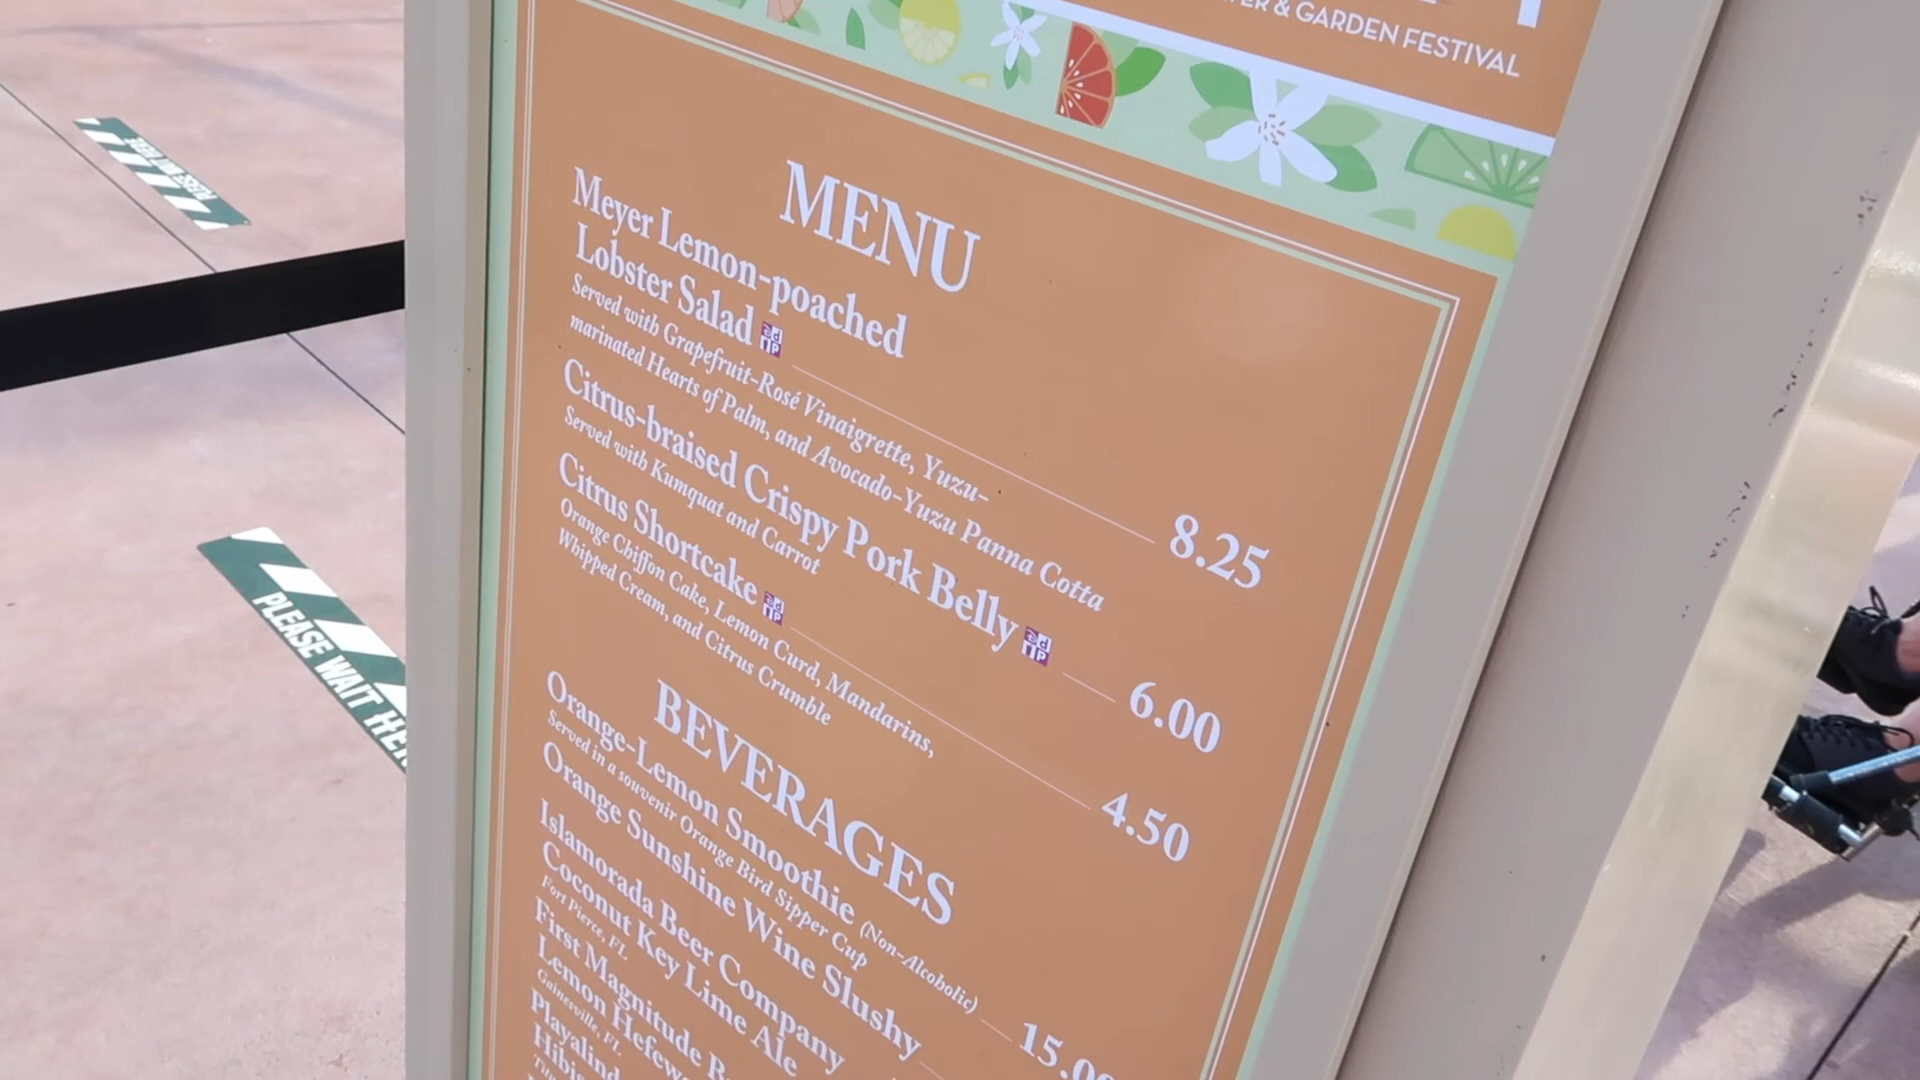 & GARDEN FESTIVAL
MENU
Meyer Lemon-poached
Lobster Salad
8.25
Served with Grapefruit-Rosé Vinaigrette, Yuzu-
marinated Hearts of Palm, and Avocado-Yuzu Panna Cotta
Citrus-braised Crispy Pork Belly
6.00
Served with Kumquat and Carrot
Citrus Shortcake
4.50
Orange Chiffon Cake, Lemon Curd, Mandarins,
Whipped Cream, and Citrus Crumble
BEVERAGES
Orange-Lemon Smoothie (Non-Alcoholic)
Served in a souvenir Orange Bird Sipper Cup
Orange Sunshine Wine Slushy
Islamorada Beer Company
Coconut Key Lime Ale
Fort Pierce, FL
First Magnitude
Lemon
Gainesville, FL
PLEASE WAIT HERE
PLEASE WAIT